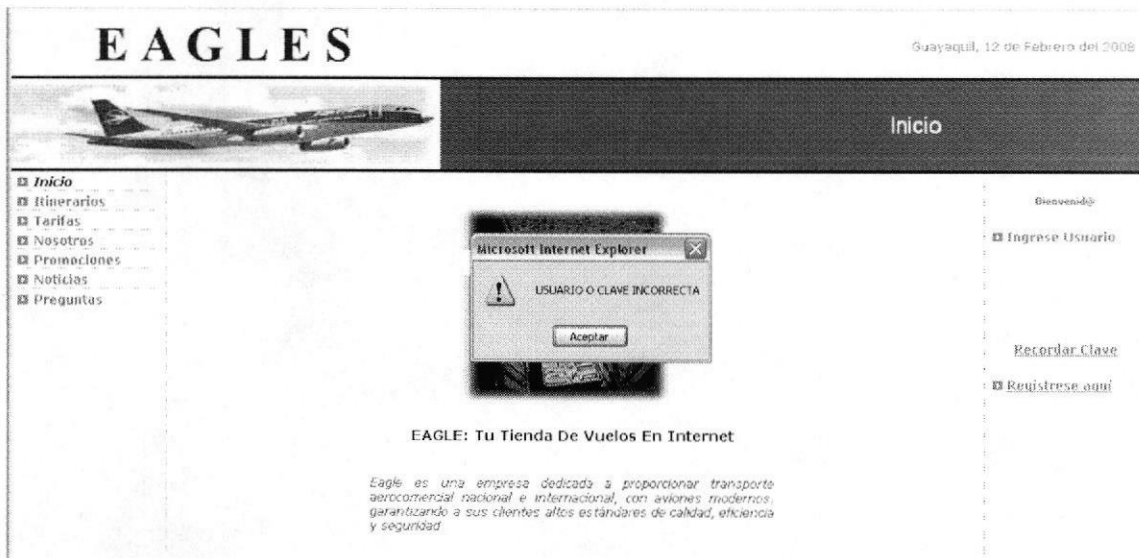 EAGLES
Guayaquil, 12 de Febrero del 2008
Inicio
Inicio
Itinerarios
Tarifas
Nosotros
Promociones
Noticias
Preguntas
Bienvenid@
Ingrese Usuario
Recordar Clave
Regístrese aquí
Microsoft Internet Explorer
USUARIO O CLAVE INCORRECTA
Aceptar
EAGLE: Tu Tienda De Vuelos En Internet
Eagle es una empresa dedicada a proporcionar transporte
aerocomercial nacional e internacional, con aviones modernos,
garantizando a sus clientes altos estándares de calidad, eficiencia
y seguridad